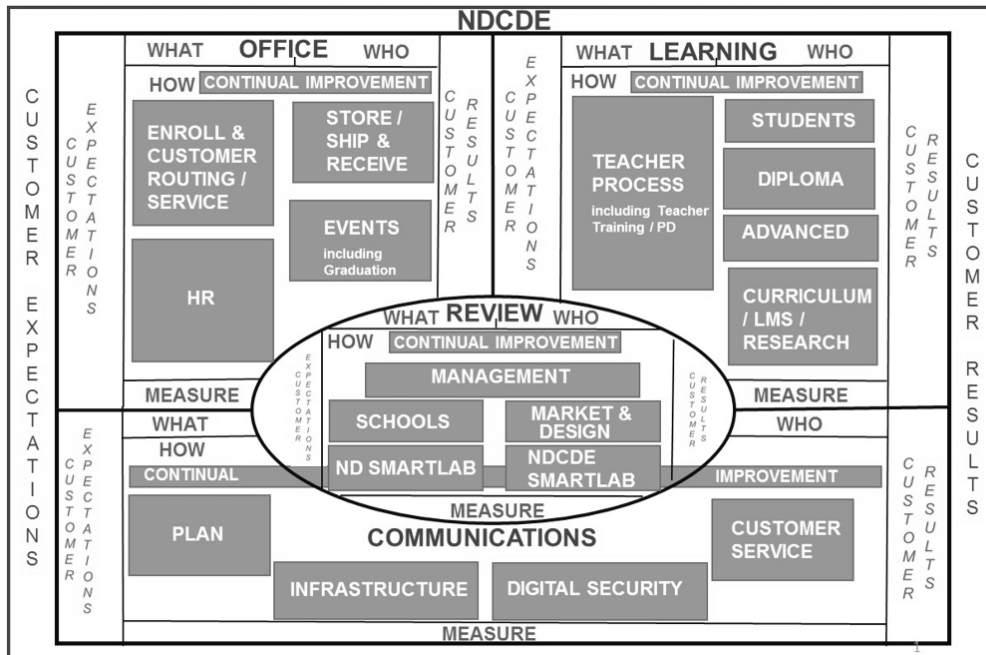 NDCDE
CUSTOMER EXPECTATIONS
CUSTOMER EXPECTATIONS
WHAT OFFICE WHO
HOW CONTINUAL IMPROVEMENT
ENROLL &
CUSTOMER
ROUTING /
SERVICE
STORE /
SHIP &
RECEIVE
EVENTS
including
Graduation
HR
MEASURE
CUSTOMER RESULTS
CUSTOMER EXPECTATIONS
WHAT LEARNING WHO
HOW CONTINUAL IMPROVEMENT
TEACHER
PROCESS
including Teacher
Training / PD
STUDENTS
DIPLOMA
ADVANCED
CURRICULUM
/ LMS /
RESEARCH
MEASURE
CUSTOMER RESULTS
CUSTOMER RESULTS
WHAT REVIEW WHO
HOW CONTINUAL IMPROVEMENT
CUSTOMER EXPECTATIONS
MANAGEMENT
SCHOOLS
MARKET &
DESIGN
ND SMARTLAB
NDCDE
SMARTLAB
CUSTOMER RESULTS
MEASURE
CUSTOMER EXPECTATIONS
WHAT WHO
HOW
CONTINUAL IMPROVEMENT
COMMUNICATIONS
PLAN
CUSTOMER
SERVICE
INFRASTRUCTURE
DIGITAL SECURITY
CUSTOMER RESULTS
MEASURE
1